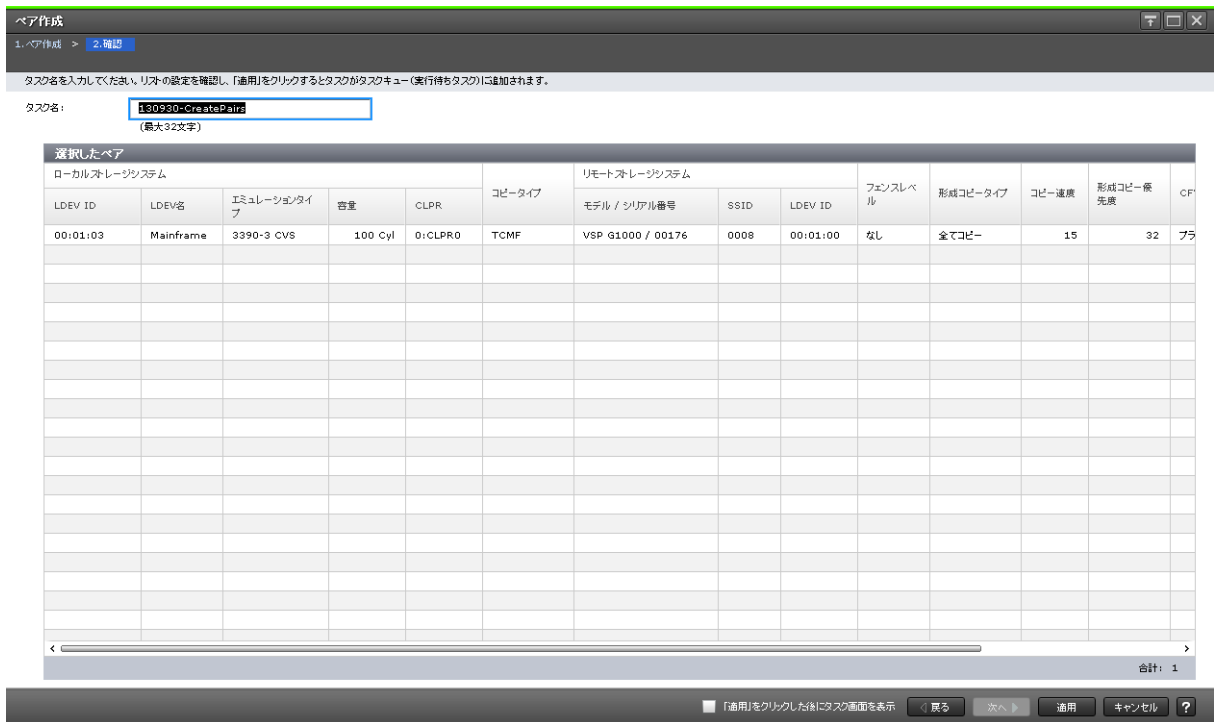 ペア作成
1.ペア作成 > 2.確認
タスク名を入力してください。リストの設定を確認し、「適用」をクリックするとタスクがタスクキュー(実行待ちタスク)に追加されます。
タスク名: 130930-CreatePairs
(最大32文字)
選択したペア
ローカルストレージシステム コピータイプ リモートストレージシステム フェンスレベル 形成コピータイプ コピー速度 形成コピー優先度 CF
LDEV ID LDEV名 エミュレーションタイプ 容量 CLPR モデル / シリアル番号 SSID LDEV ID
00:01:03 Mainframe 3390-3 CVS 100 Cyl 0:CLPR0 TCMF VSP G1000 / 00176 0008 00:01:00 なし 全てコピー 15 32 ブラ
合計: 1
「適用」をクリックした後にタスク画面を表示 戻る 次へ 適用 キャンセル ?